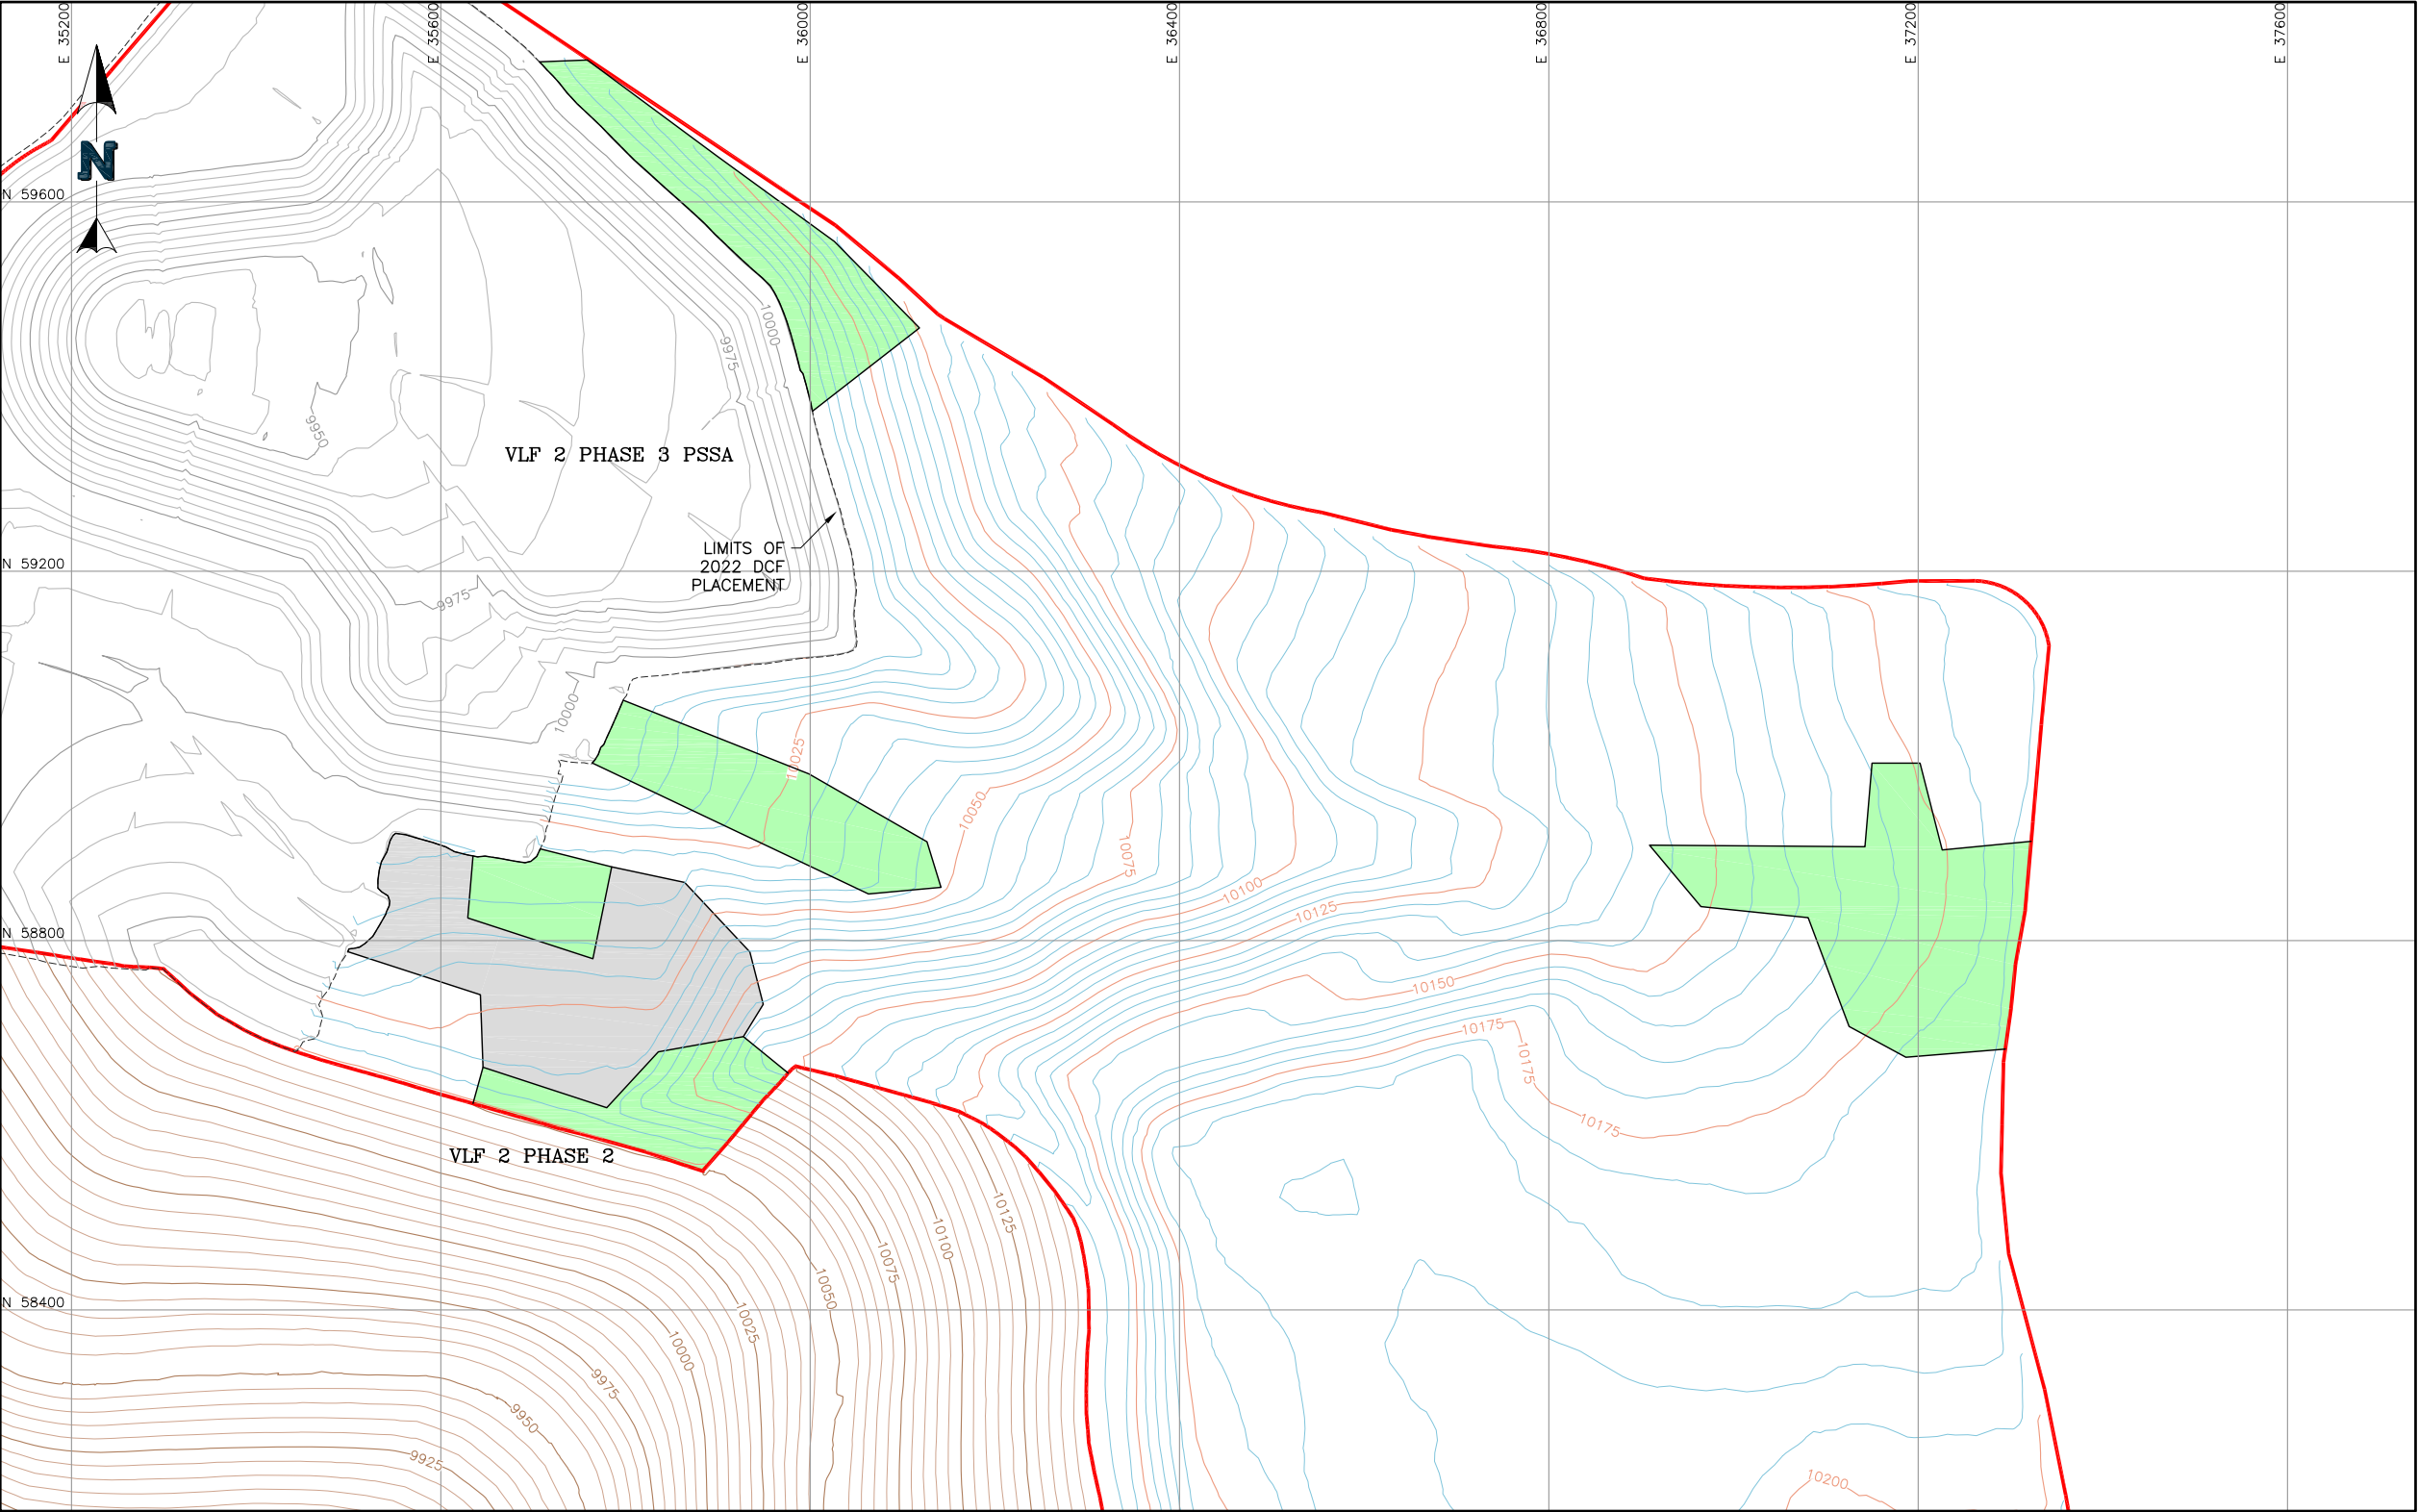 E 35200
E 35600
E 36000
E 36400
E 36800
E 37200
E 37600
N
N 59600
10000
9975
9950
VLF 2 PHASE 3 PSSA
LIMITS OF
2022 DCF
PLACEMENT
N 59200
9975
10000
10025
10050
10075
10100
10125
N 58800
10150
10175
10175
10175
VLF 2 PHASE 2
10125
10100
10075
10050
10025
10000
9975
9950
9925
N 58400
10200